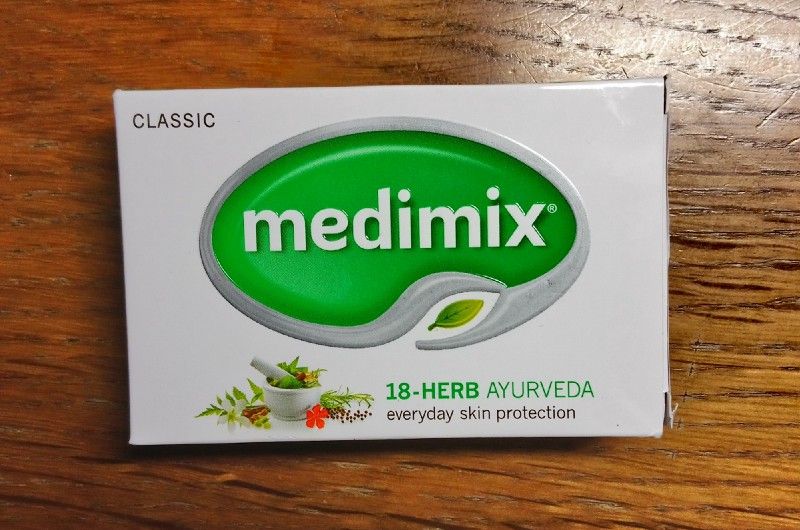 CLASSIC
medimix®
18-HERB AYURVEDA
everyday skin protection